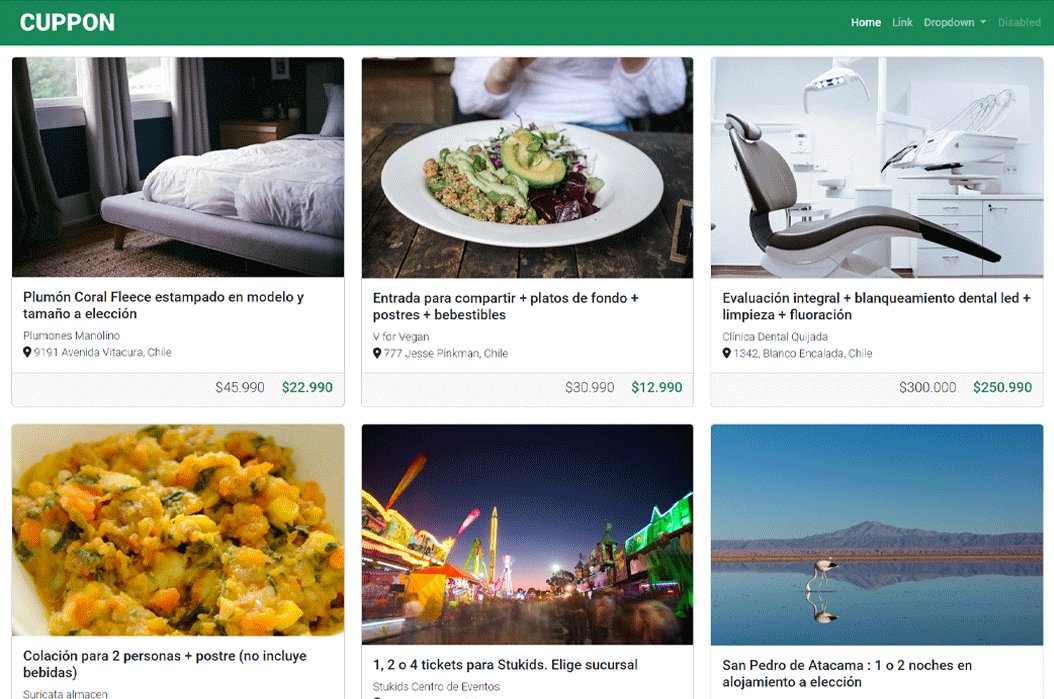 CUPPON
Home Link Dropdown Disabled
Plumón Coral Fleece estampado en modelo y
tamaño a elección
Plumones Manolino
9191 Avenida Vitacura, Chile
$45.990 $22.990
Entrada para compartir + platos de fondo +
postres + bebestibles
V for Vegan
777 Jesse Pinkman, Chile
$30.990 $12.990
Evaluación integral + blanqueamiento dental led +
limpieza + fluoración
Clínica Dental Quijada
1342, Blanco Encalada, Chile
$300.000 $250.990
Colación para 2 personas + postre (no incluye
bebidas)
Suricata almacen
1, 2 o 4 tickets para Stukids. Elige sucursal
Stukids Centro de Eventos
San Pedro de Atacama : 1 o 2 noches en
alojamiento a elección